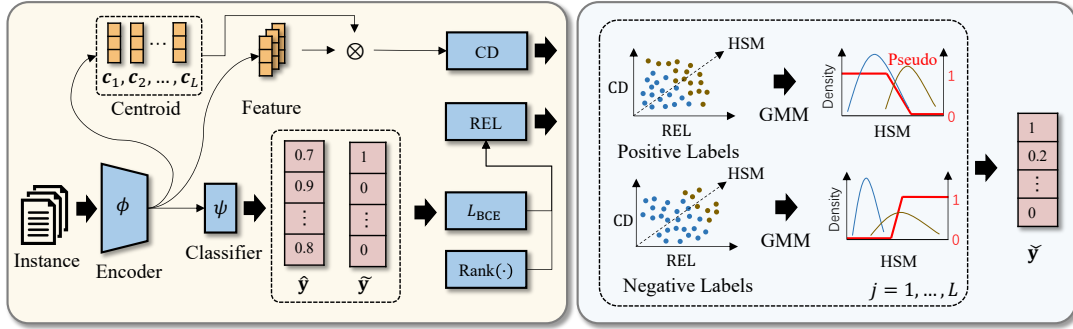 c₁, c₂, …, c_L
Centroid
Feature
⊗
CD
REL
ϕ
ψ
Instance
Encoder
Classifier
0.7
0.9
⋮
0.8
ŷ
1
0
⋮
0
ỹ
L_BCE
Rank(·)
HSM
CD
REL
Positive Labels
GMM
Density
Pseudo
1
0
HSM
HSM
CD
REL
Negative Labels
GMM
Density
1
0
HSM
j = 1, …, L
1
0.2
⋮
0
y̌